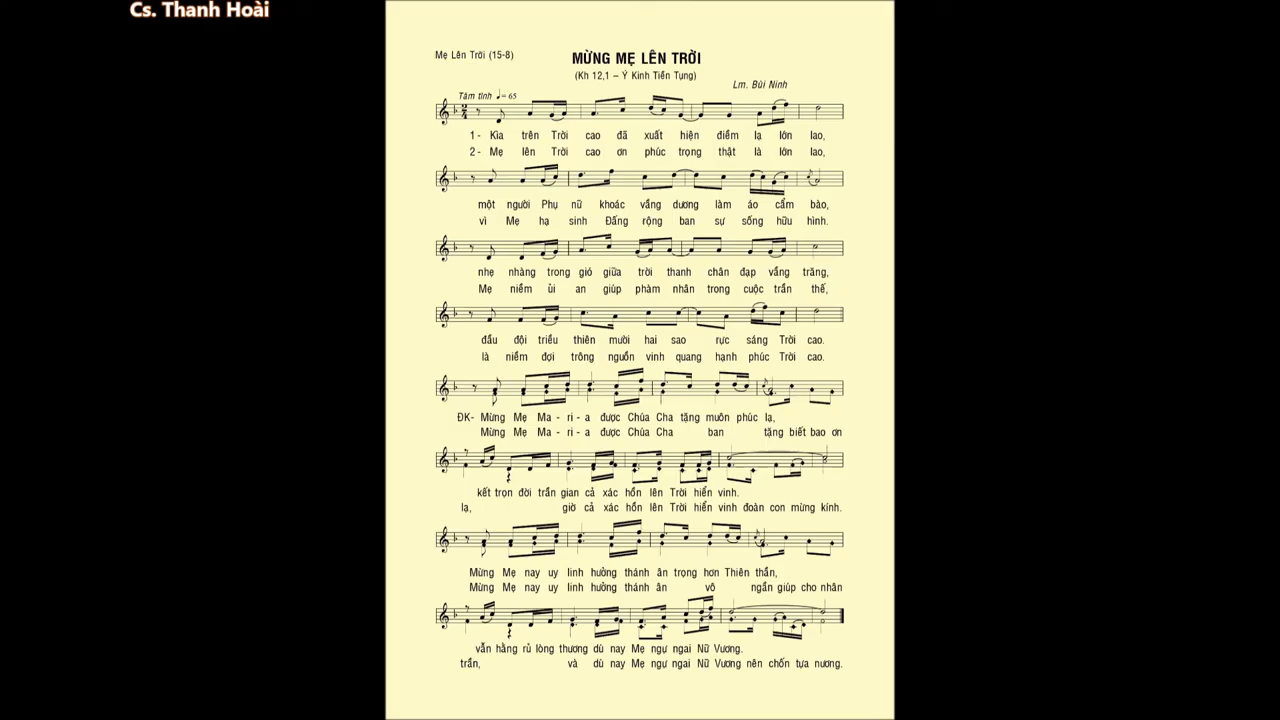 Cs. Thanh Hoài
Mẹ Lên Trời (15-8)
MỪNG MẸ LÊN TRỜI
(Kh 12,1 – Ý Kinh Tiền Tụng)
Lm. Bùi Ninh
Tâm tình ♩= 65
1- Kìa trên Trời cao đã xuất hiện điềm lạ lớn lao,
2- Mẹ lên Trời cao ơn phúc trọng thật là lớn lao,
một người Phụ nữ khoác vầng dương làm áo cẩm bào,
vì Mẹ hạ sinh Đấng rộng ban sự sống hữu hình.
nhẹ nhàng trong gió giữa trời thanh chân đạp vầng trăng,
Mẹ niềm ủi an giúp phàm nhân trong cuộc trần thế,
đầu đội triều thiên mười hai sao rực sáng Trời cao.
là niềm đợi trông nguồn vinh quang hạnh phúc Trời cao.
ĐK- Mừng Mẹ Ma - ri - a được Chúa Cha tặng muôn phúc lạ,
Mừng Mẹ Ma - ri - a được Chúa Cha ban tặng biết bao ơn
kết trọn đời trần gian cả xác hồn lên Trời hiển vinh.
lạ, giờ cả xác hồn lên Trời hiển vinh đoàn con mừng kính.
Mừng Mẹ nay uy linh hưởng thánh ân trọng hơn Thiên thần,
Mừng Mẹ nay uy linh hưởng thánh ân vô ngần giúp cho nhân
vẫn hằng rủ lòng thương dù nay Mẹ ngự ngai Nữ Vương.
trần, và dù nay Mẹ ngự ngai Nữ Vương nên chốn tựa nương.